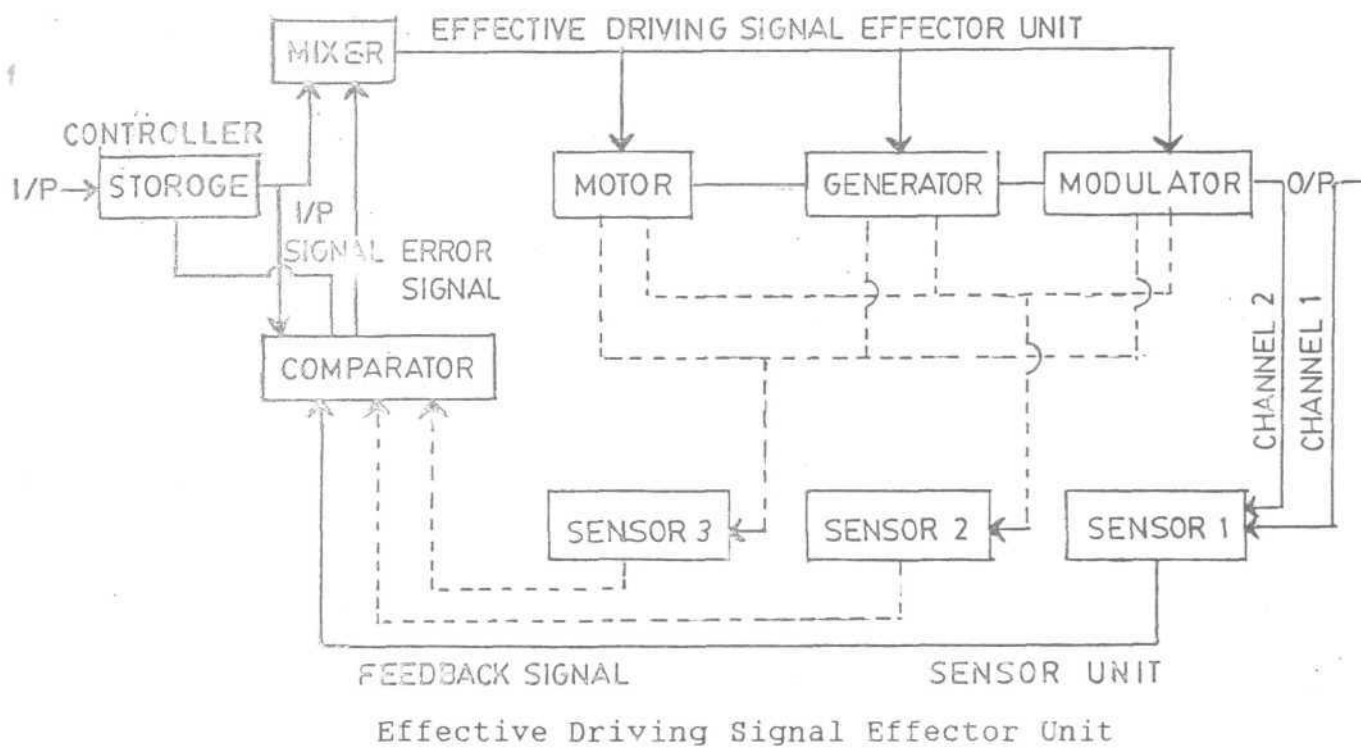 EFFECTIVE DRIVING SIGNAL EFFECTOR UNIT
MIXER
CONTROLLER
I/P
STOROGE
MOTOR
GENERATOR
MODULATOR
O/P
I/P
SIGNAL ERROR
SIGNAL
COMPARATOR
CHANNEL 2
CHANNEL 1
SENSOR 3
SENSOR 2
SENSOR 1
FEEDBACK SIGNAL
SENSOR UNIT
Effective Driving Signal Effector Unit